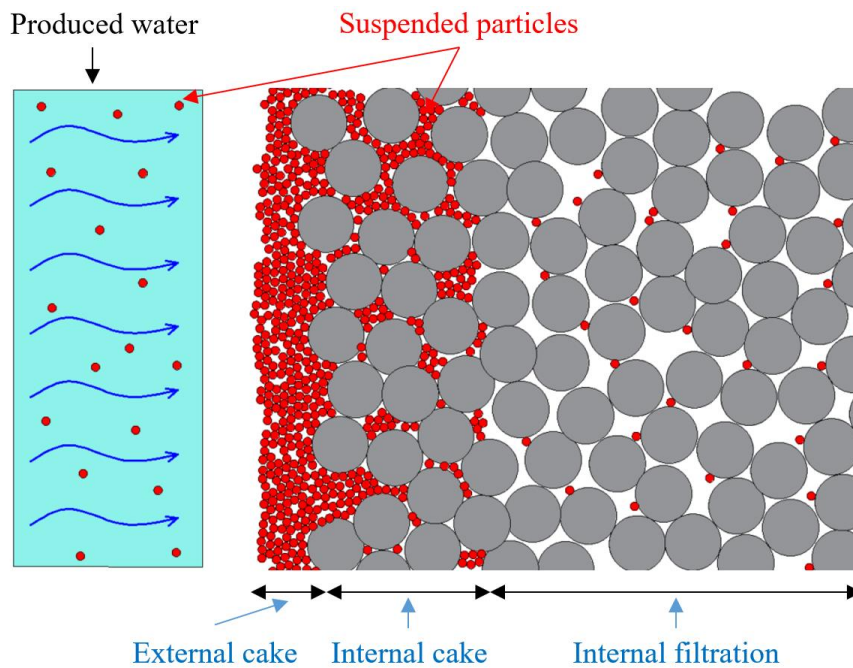 Produced water
Suspended particles
External cake
Internal cake
Internal filtration